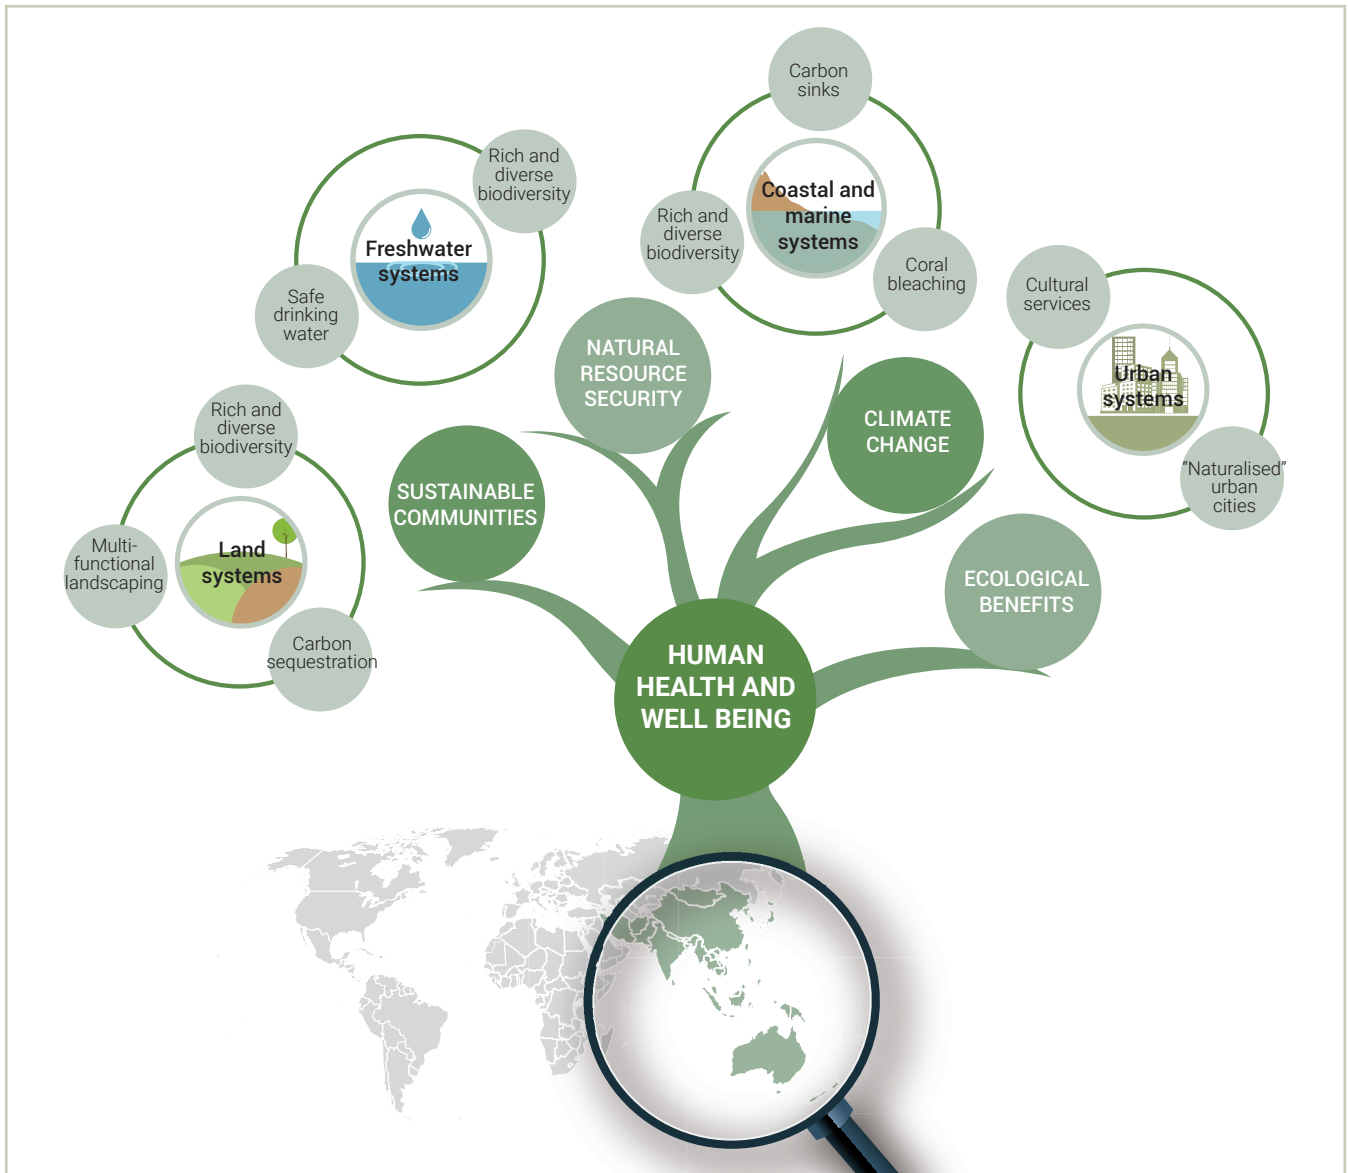 Carbon
sinks
Rich and
diverse
biodiversity
Coastal and
marine
systems
Coral
bleaching
Rich and
diverse
biodiversity
Freshwater
systems
Safe
drinking
water
Cultural
services
Urban
systems
“Naturalised”
urban
cities
NATURAL
RESOURCE
SECURITY
CLIMATE
CHANGE
Rich and
diverse
biodiversity
Multi-
functional
landscaping
Land
systems
Carbon
sequestration
SUSTAINABLE
COMMUNITIES
ECOLOGICAL
BENEFITS
HUMAN
HEALTH AND
WELL BEING